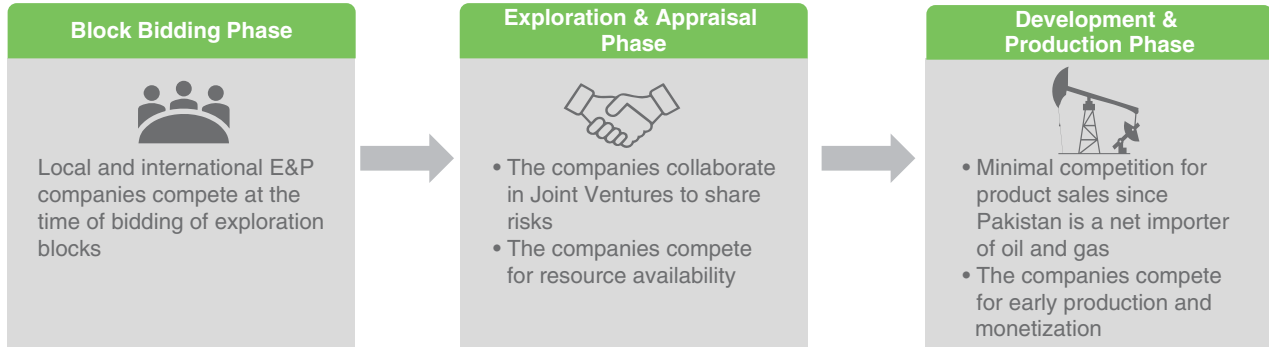 Block Bidding Phase
Local and international E&P
companies compete at the
time of bidding of exploration
blocks
Exploration & Appraisal
Phase
• The companies collaborate
in Joint Ventures to share
risks
• The companies compete
for resource availability
Development &
Production Phase
• Minimal competition for
product sales since
Pakistan is a net importer
of oil and gas
• The companies compete
for early production and
monetization